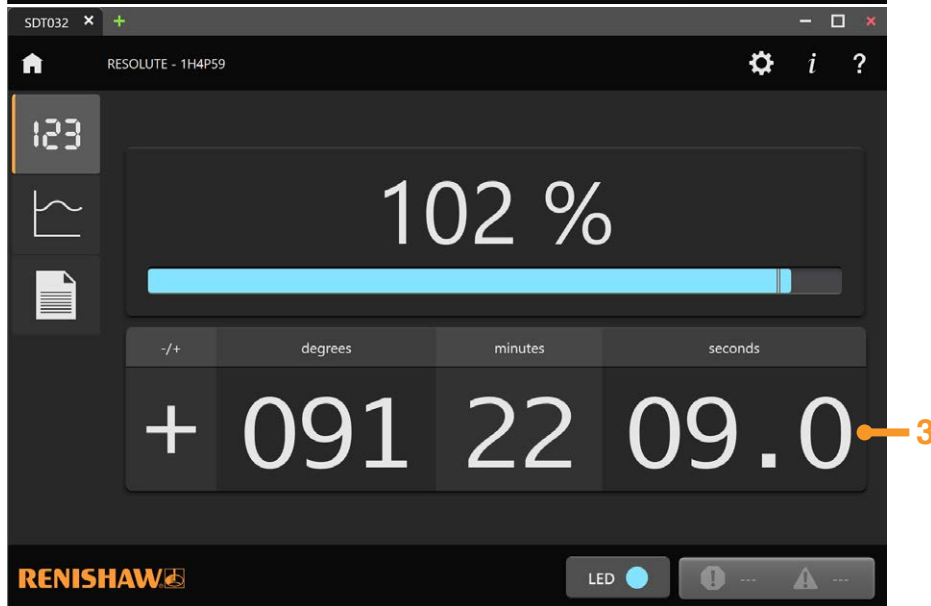 SDT032
RESOLUTE - 1H4P59
i ?
123
102 %
-/+ degrees minutes seconds
+ 091 22 09.0
3
RENISHAW
LED --- ---